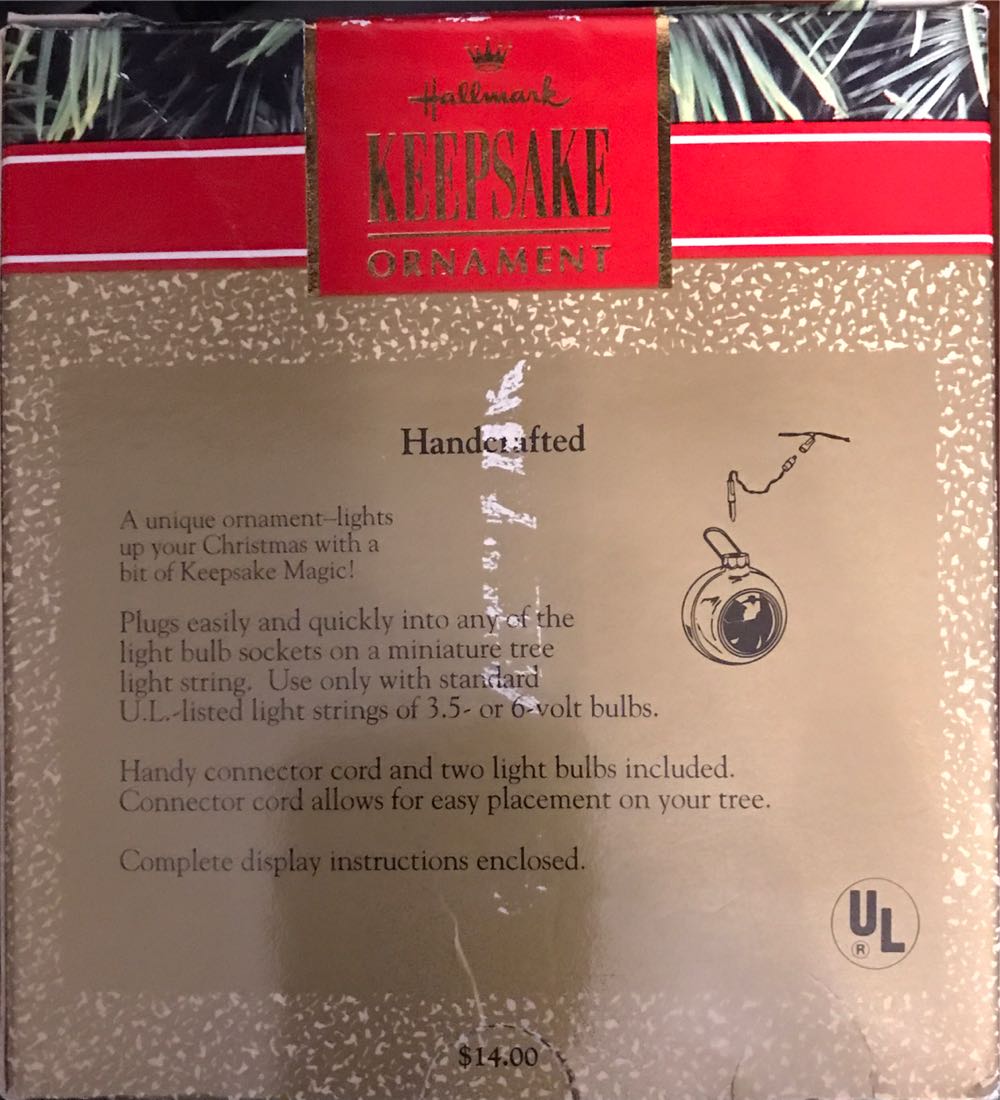 Hallmark
KEEPSAKE
ORNAMENT
Handcrafted
A unique ornament–lights
up your Christmas with a
bit of Keepsake Magic!
Plugs easily and quickly into any of the
light bulb sockets on a miniature tree
light string. Use only with standard
U.L.-listed light strings of 3.5- or 6-volt bulbs.
Handy connector cord and two light bulbs included.
Connector cord allows for easy placement on your tree.
Complete display instructions enclosed.
UL
®
$14.00